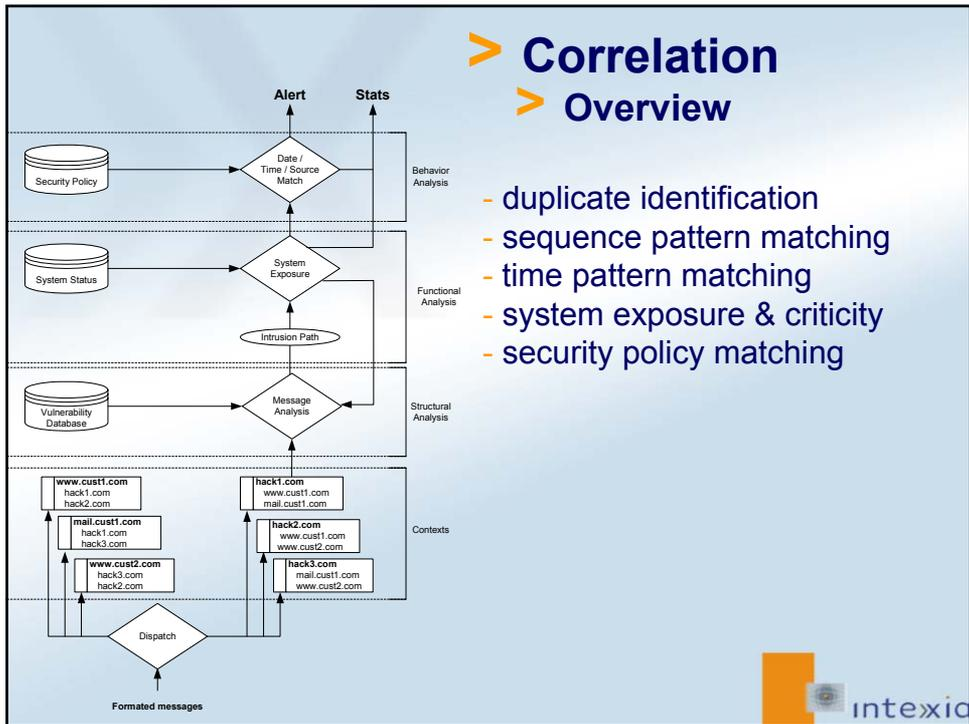 > Correlation
> Overview
- duplicate identification
- sequence pattern matching
- time pattern matching
- system exposure & criticity
- security policy matching
Alert
Stats
Security Policy
Date /
Time / Source
Match
Behavior
Analysis
System Status
System
Exposure
Functional
Analysis
Intrusion Path
Vulnerability
Database
Message
Analysis
Structural
Analysis
www.cust1.com
hack1.com
hack2.com
mail.cust1.com
hack1.com
hack3.com
www.cust2.com
hack3.com
hack2.com
hack1.com
www.cust1.com
mail.cust1.com
hack2.com
www.cust1.com
www.cust2.com
hack3.com
mail.cust1.com
www.cust2.com
Contexts
Dispatch
Formated messages
intexxia